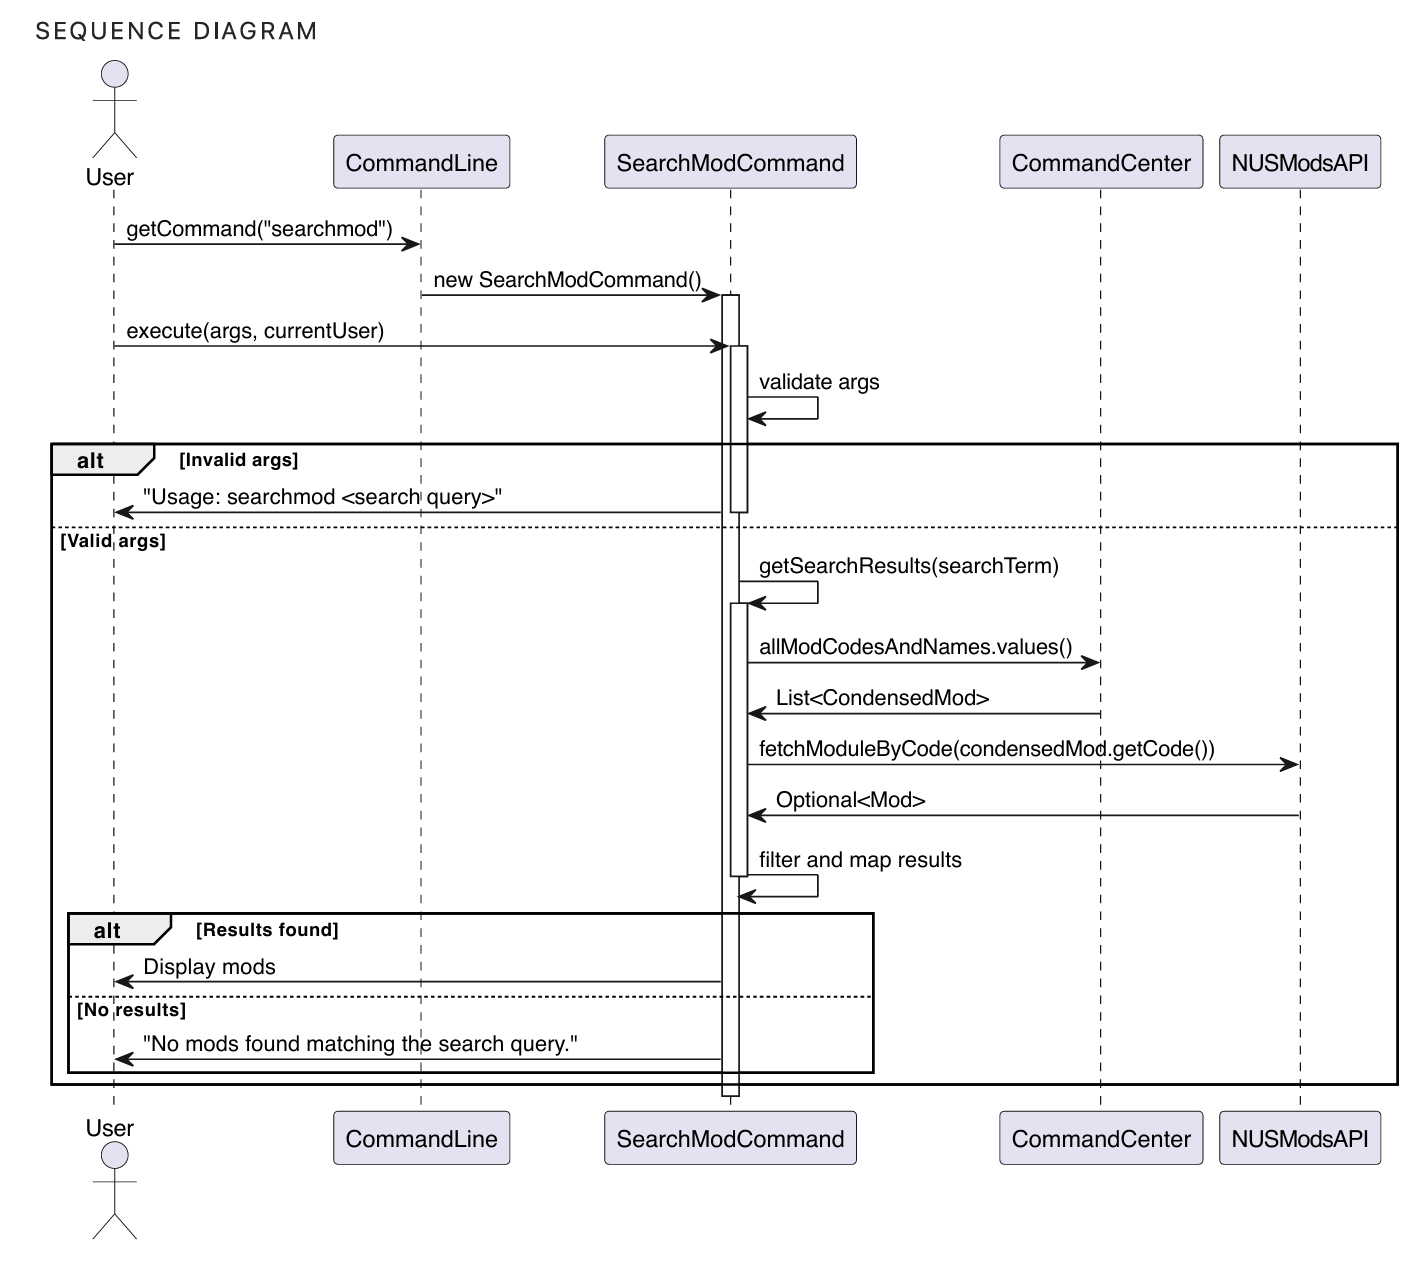 SEQUENCE DIAGRAM
User
CommandLine
SearchModCommand
CommandCenter
NUSModsAPI
getCommand("searchmod")
new SearchModCommand()
execute(args, currentUser)
validate args
alt
[Invalid args]
"Usage: searchmod <search query>"
[Valid args]
getSearchResults(searchTerm)
allModCodesAndNames.values()
List<CondensedMod>
fetchModuleByCode(condensedMod.getCode())
Optional<Mod>
filter and map results
alt
[Results found]
Display mods
[No results]
"No mods found matching the search query."
User
CommandLine
SearchModCommand
CommandCenter
NUSModsAPI